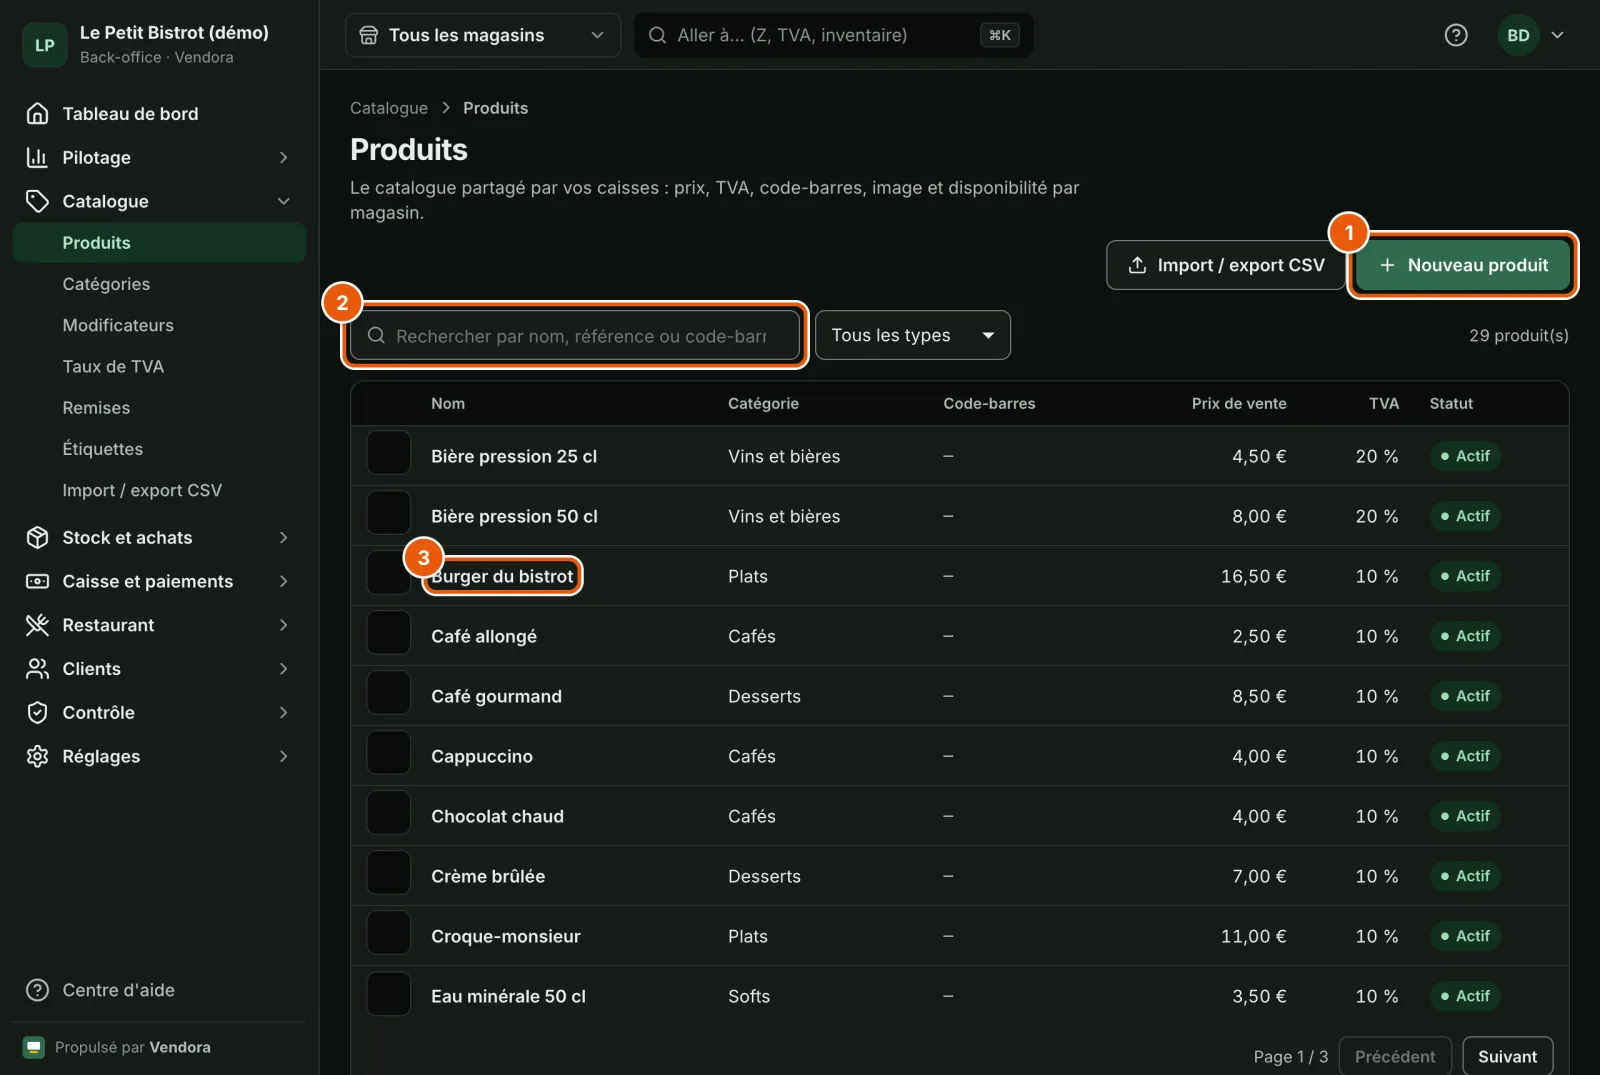 LP
Le Petit Bistrot (démo)
Back-office · Vendora
Tous les magasins
Aller à... (Z, TVA, inventaire)
⌘K
BD
Tableau de bord
Pilotage
Catalogue
Produits
Catégories
Modificateurs
Taux de TVA
Remises
Étiquettes
Import / export CSV
Stock et achats
Caisse et paiements
Restaurant
Clients
Contrôle
Réglages
Centre d'aide
Propulsé par Vendora
Catalogue > Produits
Produits
Le catalogue partagé par vos caisses : prix, TVA, code-barres, image et disponibilité par
magasin.
Import / export CSV
1
+ Nouveau produit
2
Rechercher par nom, référence ou code-barr
Tous les types
29 produit(s)
Nom Catégorie Code-barres Prix de vente TVA Statut
Bière pression 25 cl Vins et bières – 4,50 € 20 % Actif
Bière pression 50 cl Vins et bières – 8,00 € 20 % Actif
3
Burger du bistrot Plats – 16,50 € 10 % Actif
Café allongé Cafés – 2,50 € 10 % Actif
Café gourmand Desserts – 8,50 € 10 % Actif
Cappuccino Cafés – 4,00 € 10 % Actif
Chocolat chaud Cafés – 4,00 € 10 % Actif
Crème brûlée Desserts – 7,00 € 10 % Actif
Croque-monsieur Plats – 11,00 € 10 % Actif
Eau minérale 50 cl Softs – 3,50 € 10 % Actif
Page 1 / 3 Précédent Suivant